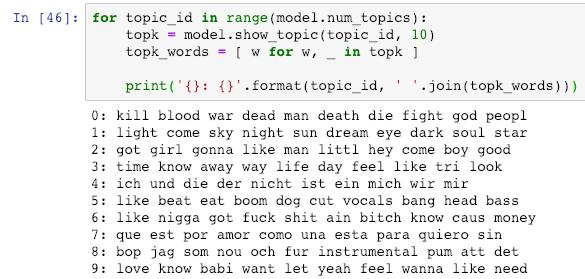 In [46]: for topic_id in range(model.num_topics):
topk = model.show_topic(topic_id, 10)
topk_words = [ w for w, _ in topk ]
print('{}: {}'.format(topic_id, ' '.join(topk_words)))
0: kill blood war dead man death die fight god peopl
1: light come sky night sun dream eye dark soul star
2: got girl gonna like man littl hey come boy good
3: time know away way life day feel like tri look
4: ich und die der nicht ist ein mich wir mir
5: like beat eat boom dog cut vocals bang head bass
6: like nigga got fuck shit ain bitch know caus money
7: que est por amor como una esta para quiero sin
8: bop jag som nou och fur instrumental pum att det
9: love know babi want let yeah feel wanna like need